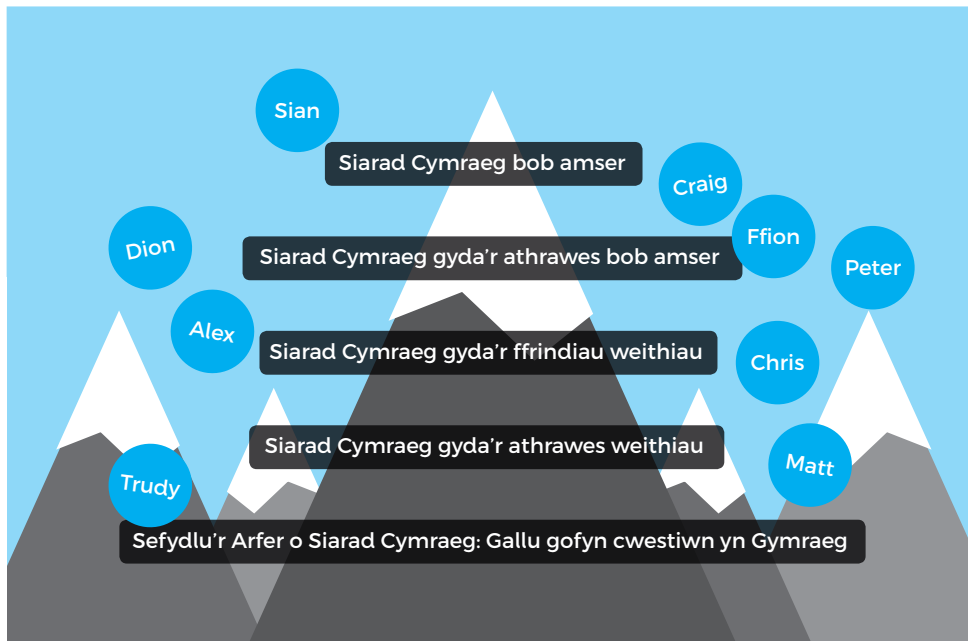 Sian
Siarad Cymraeg bob amser
Craig
Ffion
Dion
Siarad Cymraeg gyda'r athrawes bob amser
Peter
Alex
Siarad Cymraeg gyda'r ffrindiau weithiau
Chris
Siarad Cymraeg gyda'r athrawes weithiau
Matt
Trudy
Sefydlu'r Arfer o Siarad Cymraeg: Gallu gofyn cwestiwn yn Gymraeg